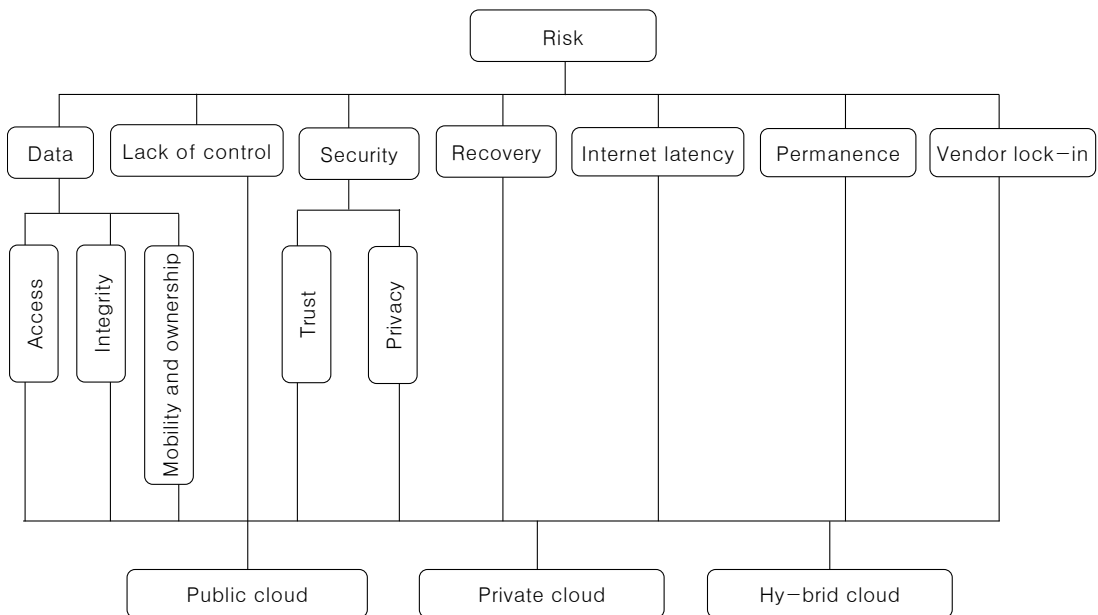 Risk
Data
Lack of control
Security
Recovery
Internet latency
Permanence
Vendor lock-in
Access
Integrity
Mobility and ownership
Trust
Privacy
Public cloud
Private cloud
Hy-brid cloud